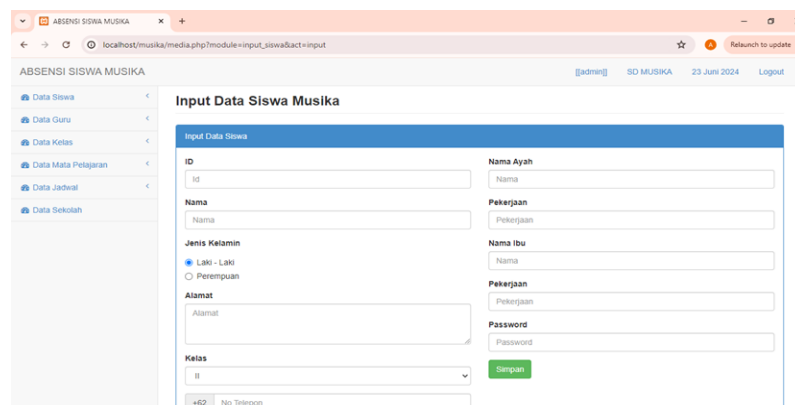 ABSENSI SISWA MUSIKA
localhost/musika/media.php?module=input_siswa&act=input
Relaunch to update
ABSENSI SISWA MUSIKA
[[admin]] SD MUSIKA 23 Juni 2024 Logout
Data Siswa
Data Guru
Data Kelas
Data Mata Pelajaran
Data Jadwal
Data Sekolah
Input Data Siswa Musika
Input Data Siswa
ID
Id
Nama
Nama
Jenis Kelamin
Laki - Laki
Perempuan
Alamat
Alamat
Kelas
II
+62 No Telepon
Nama Ayah
Nama
Pekerjaan
Pekerjaan
Nama Ibu
Nama
Pekerjaan
Pekerjaan
Password
Password
Simpan